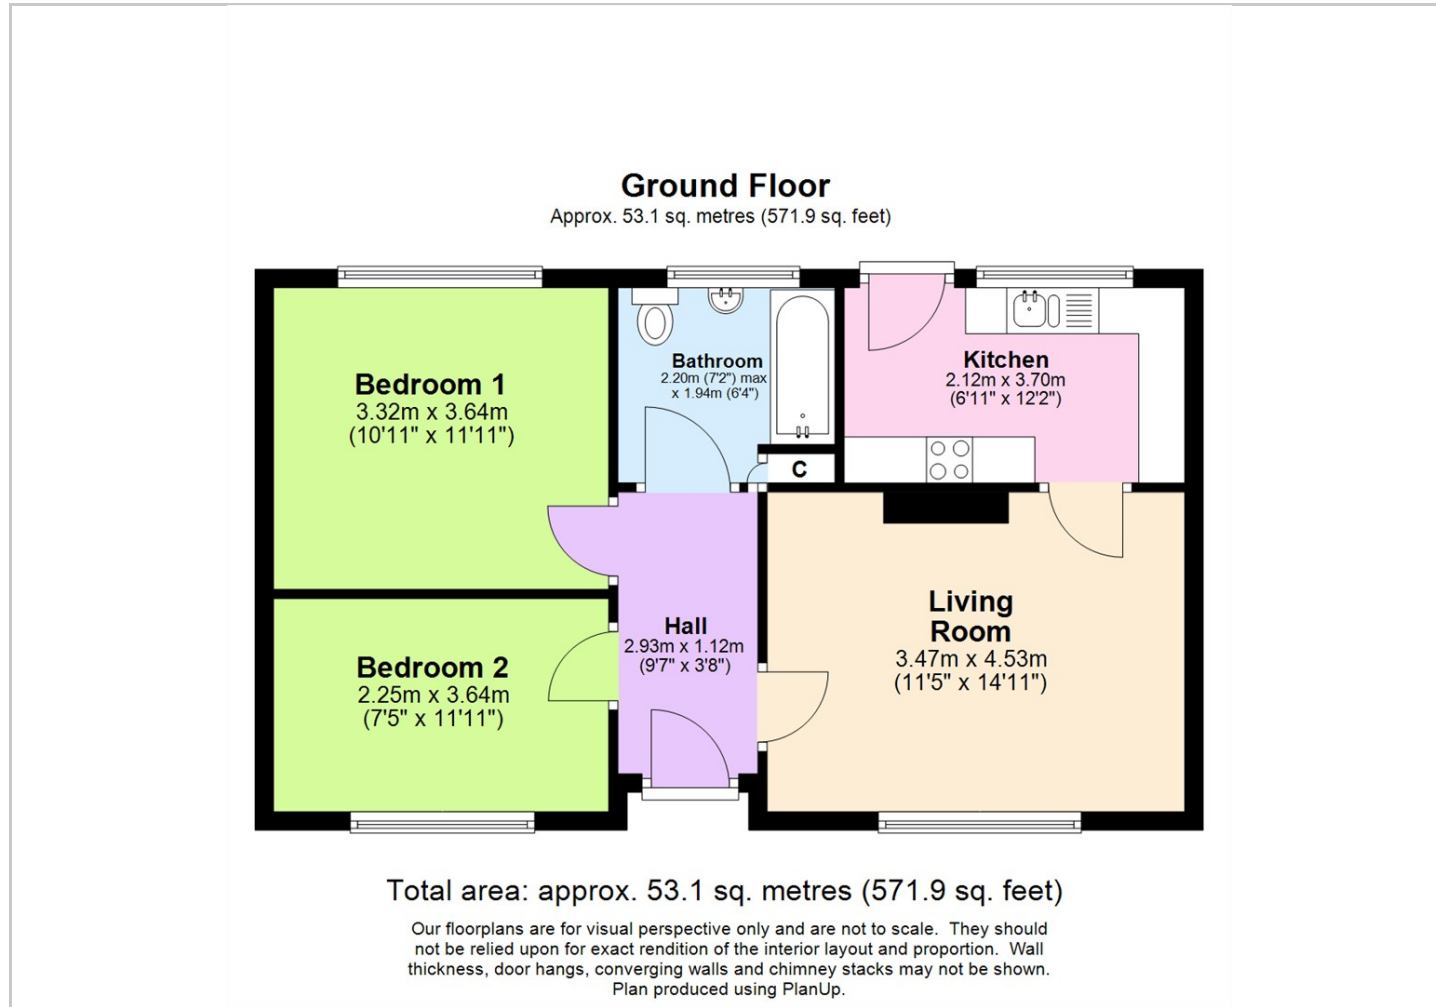 Ground Floor
Approx. 53.1 sq. metres (571.9 sq. feet)
Bedroom 1
3.32m x 3.64m
(10'11" x 11'11")
Bathroom
2.20m (7'2") max
x 1.94m (6'4")
Kitchen
2.12m x 3.70m
(6'11" x 12'2")
C
Bedroom 2
2.25m x 3.64m
(7'5" x 11'11")
Hall
2.93m x 1.12m
(9'7" x 3'8")
Living
Room
3.47m x 4.53m
(11'5" x 14'11")
Total area: approx. 53.1 sq. metres (571.9 sq. feet)
Our floorplans are for visual perspective only and are not to scale. They should
not be relied upon for exact rendition of the interior layout and proportion. Wall
thickness, door hangs, converging walls and chimney stacks may not be shown.
Plan produced using PlanUp.